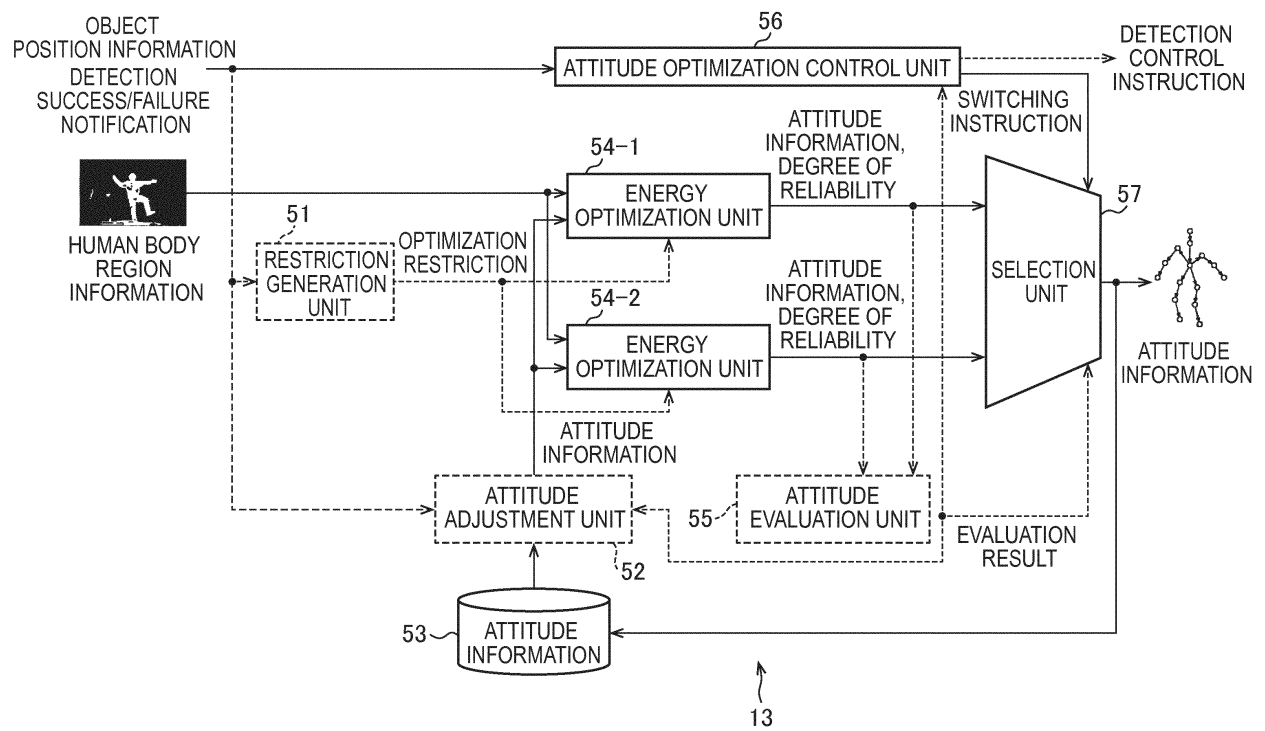 OBJECT
POSITION INFORMATION
DETECTION
SUCCESS/FAILURE
NOTIFICATION
56
ATTITUDE OPTIMIZATION CONTROL UNIT
DETECTION
CONTROL
INSTRUCTION
SWITCHING
INSTRUCTION
HUMAN BODY
REGION
INFORMATION
51
RESTRICTION
GENERATION
UNIT
OPTIMIZATION
RESTRICTION
54-1
ENERGY
OPTIMIZATION UNIT
ATTITUDE
INFORMATION,
DEGREE OF
RELIABILITY
54-2
ENERGY
OPTIMIZATION UNIT
ATTITUDE
INFORMATION,
DEGREE OF
RELIABILITY
57
SELECTION
UNIT
ATTITUDE
INFORMATION
ATTITUDE
INFORMATION
ATTITUDE
ADJUSTMENT UNIT
52
55
ATTITUDE
EVALUATION UNIT
EVALUATION
RESULT
53
ATTITUDE
INFORMATION
13